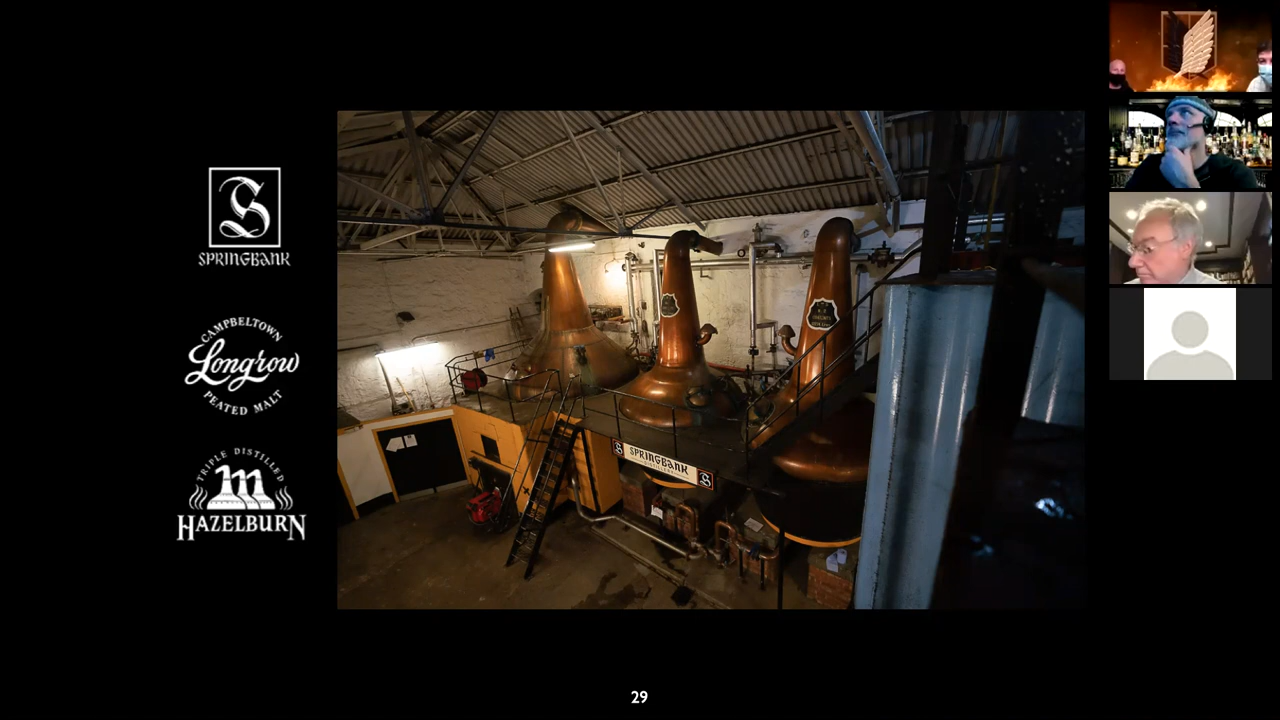 SPRINGBANK
CAMPBELTOWN
Longrow
PEATED MALT
TRIPLE DISTILLED
HAZELBURN
S SPRINGBANK S
29